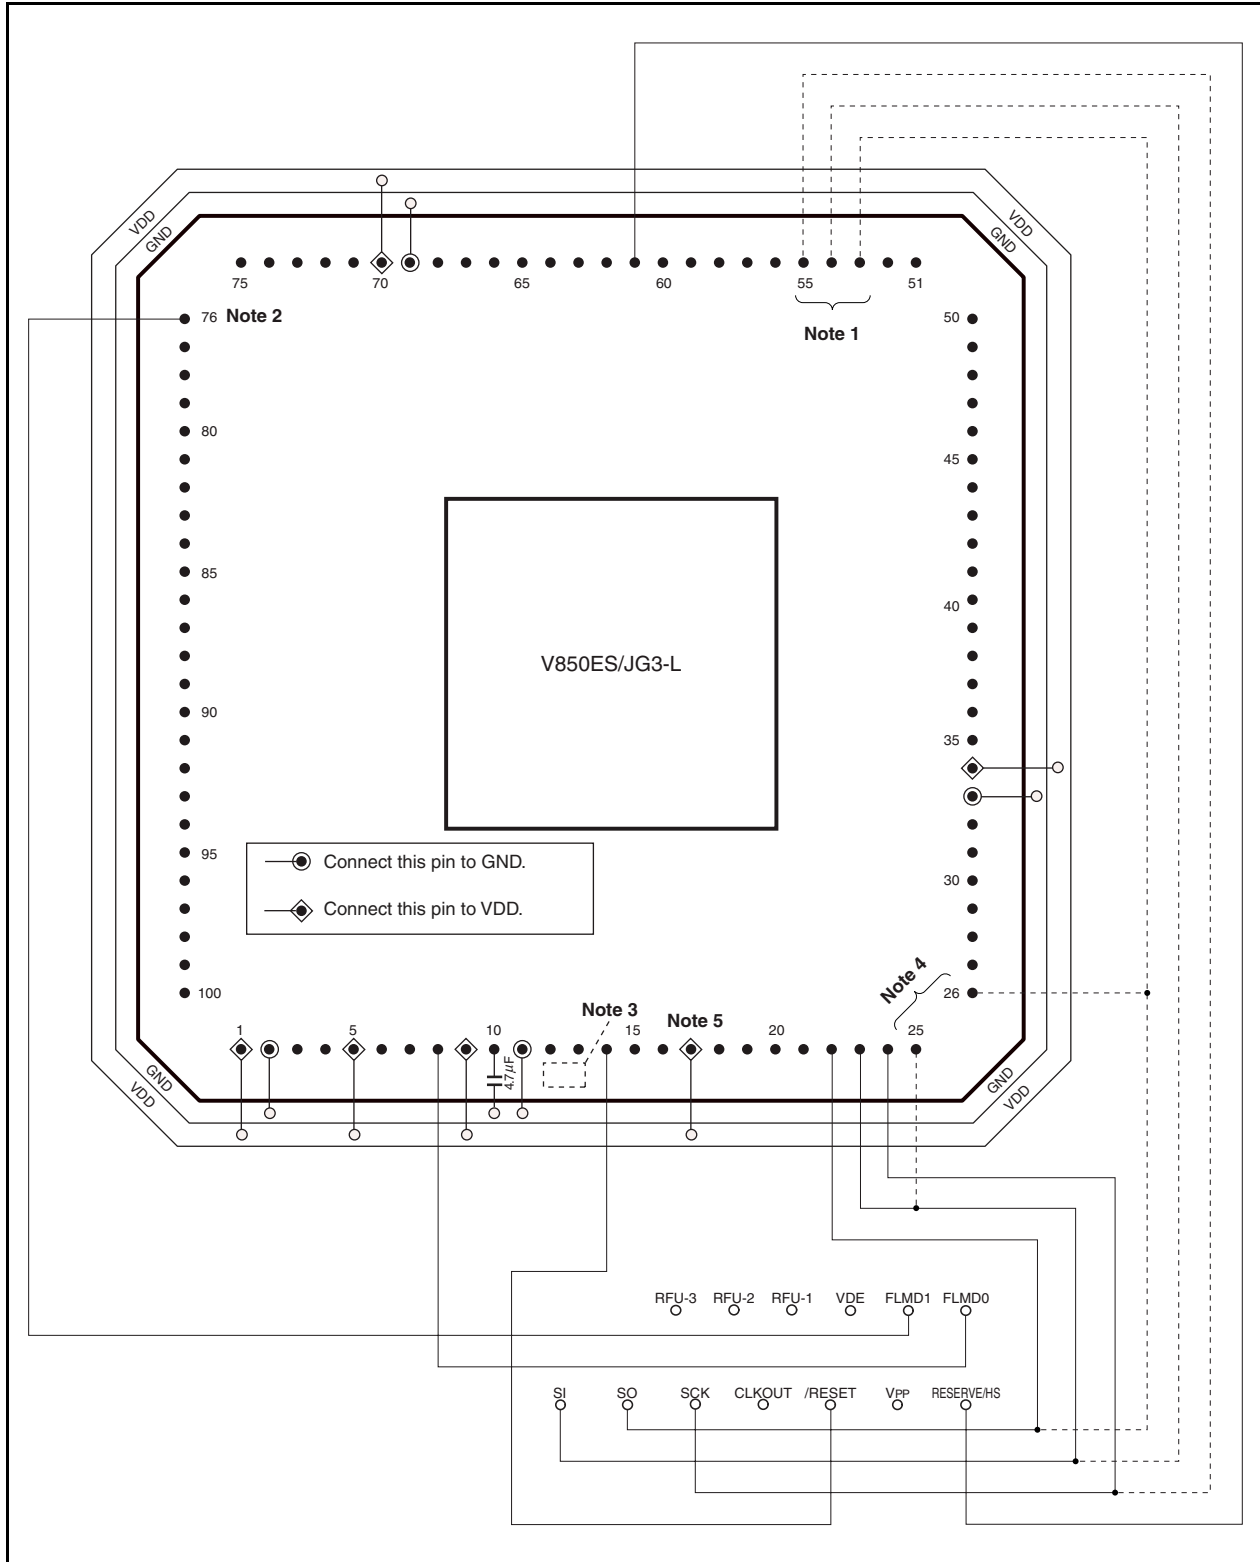 VDD
GND
VDD
GND
75
70
65
60
55
51
Note 1
76 Note 2
50
80
45
85
40
V850ES/JG3-L
90
35
95
Connect this pin to GND.
30
Connect this pin to VDD.
Note 4
100
26
Note 3
1
5
10
15
Note 5
20
25
4.7 μF
GND
VDD
GND
VDD
RFU-3 RFU-2 RFU-1 VDE FLMD1 FLMD0
SI SO SCK CLKOUT /RESET VPP RESERVE/HS